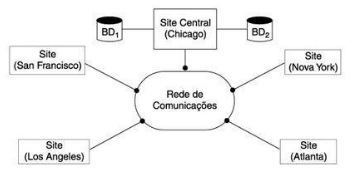 BD1
Site Central
(Chicago)
BD2
Site
(San Francisco)
Site
(Nova York)
Rede de
Comunicações
Site
(Los Angeles)
Site
(Atlanta)